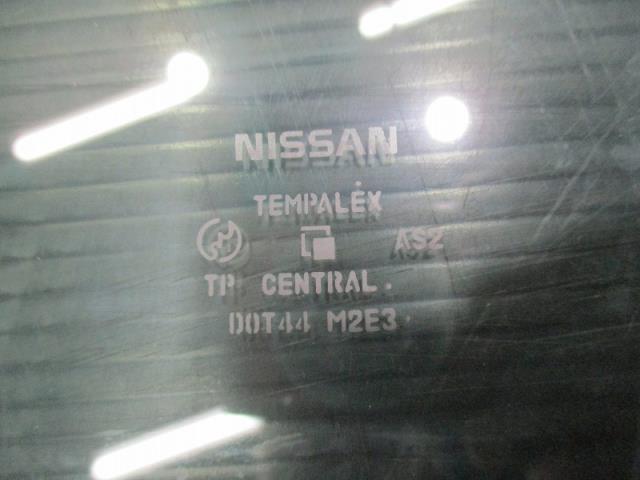 NISSAN
TEMPALEX
AS2
TP CENTRAL.
DOT44 M2E3